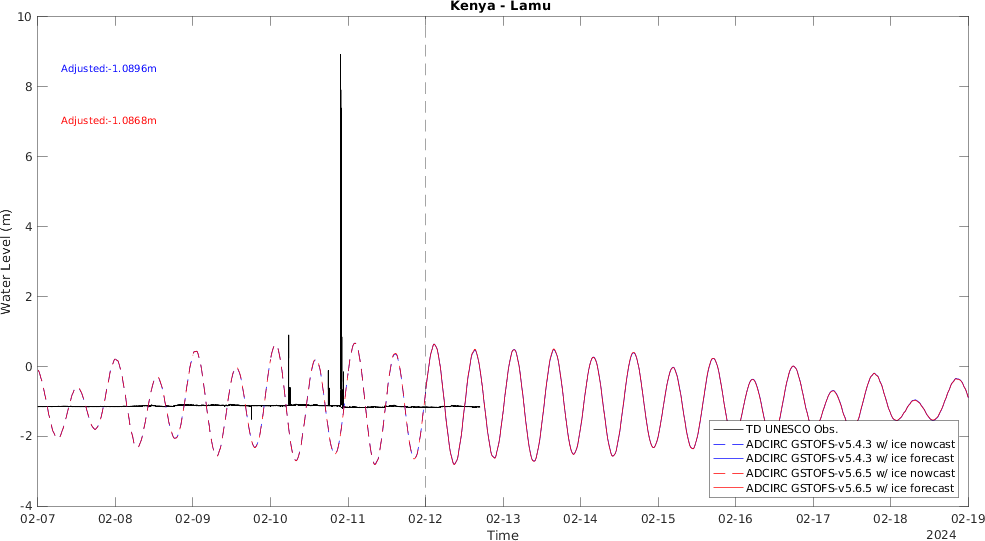 Kenya - Lamu
10
Adjusted:-1.0896m
8
Adjusted:-1.0868m
6
4
2
0
-2
-4
Water Level (m)
TD UNESCO Obs.
ADCIRC GSTOFS-v5.4.3 w/ ice nowcast
ADCIRC GSTOFS-v5.4.3 w/ ice forecast
ADCIRC GSTOFS-v5.6.5 w/ ice nowcast
ADCIRC GSTOFS-v5.6.5 w/ ice forecast
02-07 02-08 02-09 02-10 02-11 02-12 02-13 02-14 02-15 02-16 02-17 02-18 02-19
Time
2024